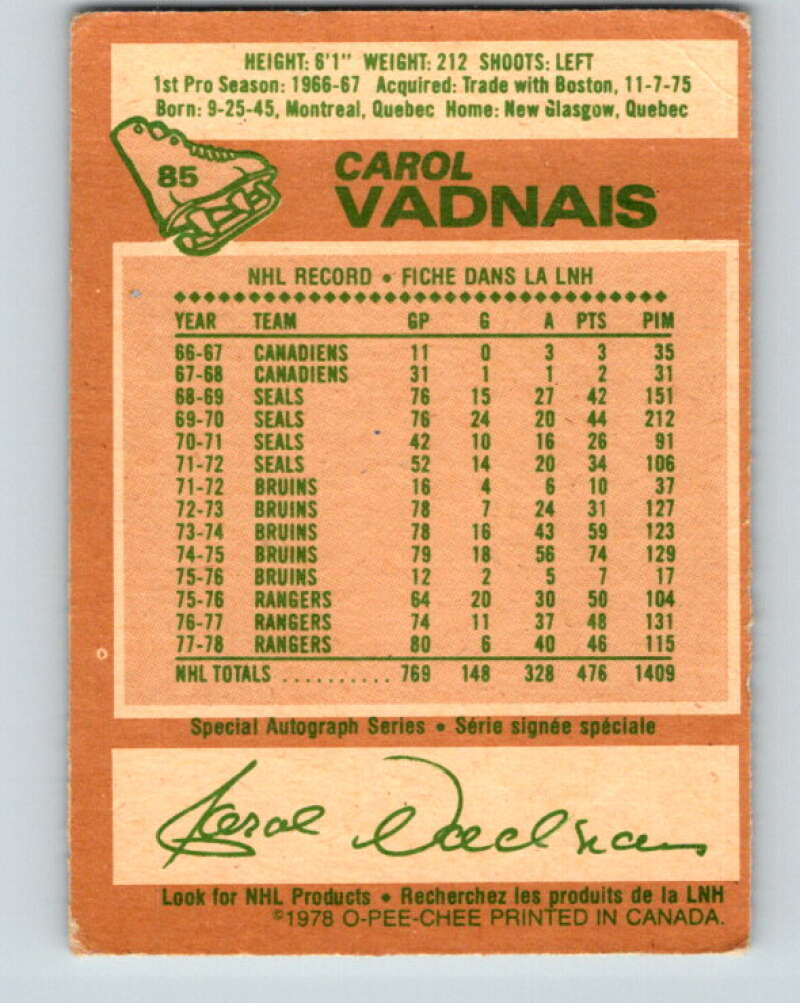 HEIGHT: 6'1" WEIGHT: 212 SHOOTS: LEFT
1st Pro Season: 1966-67 Acquired: Trade with Boston, 11-7-75
Born: 9-25-45, Montreal, Quebec Home: New Glasgow, Quebec
85
CAROL
VADNAIS
NHL RECORD • FICHE DANS LA LNH
YEAR TEAM GP G A PTS PIM
66-67 CANADIENS 11 0 3 3 35
67-68 CANADIENS 31 1 1 2 31
68-69 SEALS 76 15 27 42 151
69-70 SEALS 76 24 20 44 212
70-71 SEALS 42 10 16 26 91
71-72 SEALS 52 14 20 34 106
71-72 BRUINS 16 4 6 10 37
72-73 BRUINS 78 7 24 31 127
73-74 BRUINS 78 16 43 59 123
74-75 BRUINS 79 18 56 74 129
75-76 BRUINS 12 2 5 7 17
75-76 RANGERS 64 20 30 50 104
76-77 RANGERS 74 11 37 48 131
77-78 RANGERS 80 6 40 46 115
NHL TOTALS .......... 769 148 328 476 1409
Special Autograph Series • Série signée spéciale
Carol Vadnais
Look for NHL Products • Recherchez les produits de la LNH
©1978 O-PEE-CHEE PRINTED IN CANADA.